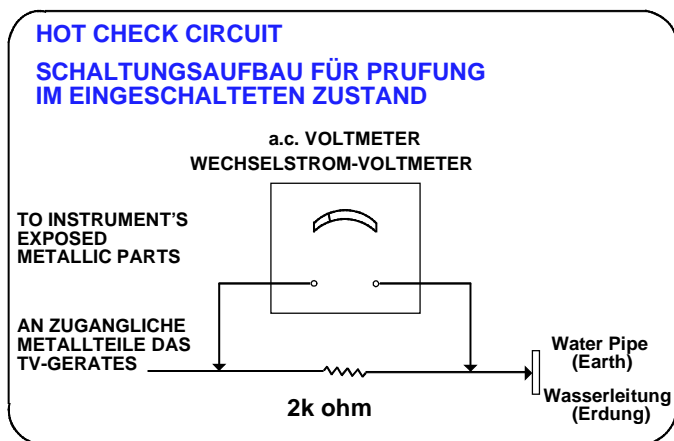 HOT CHECK CIRCUIT
SCHALTUNGSAUFBAU FÜR PRUFUNG
IM EINGESCHALTETEN ZUSTAND
a.c. VOLTMETER
WECHSELSTROM-VOLTMETER
TO INSTRUMENT'S
EXPOSED
METALLIC PARTS
AN ZUGANGLICHE
METALLTEILE DAS
TV-GERATES
2k ohm
Water Pipe
(Earth)
Wasserleitung
(Erdung)